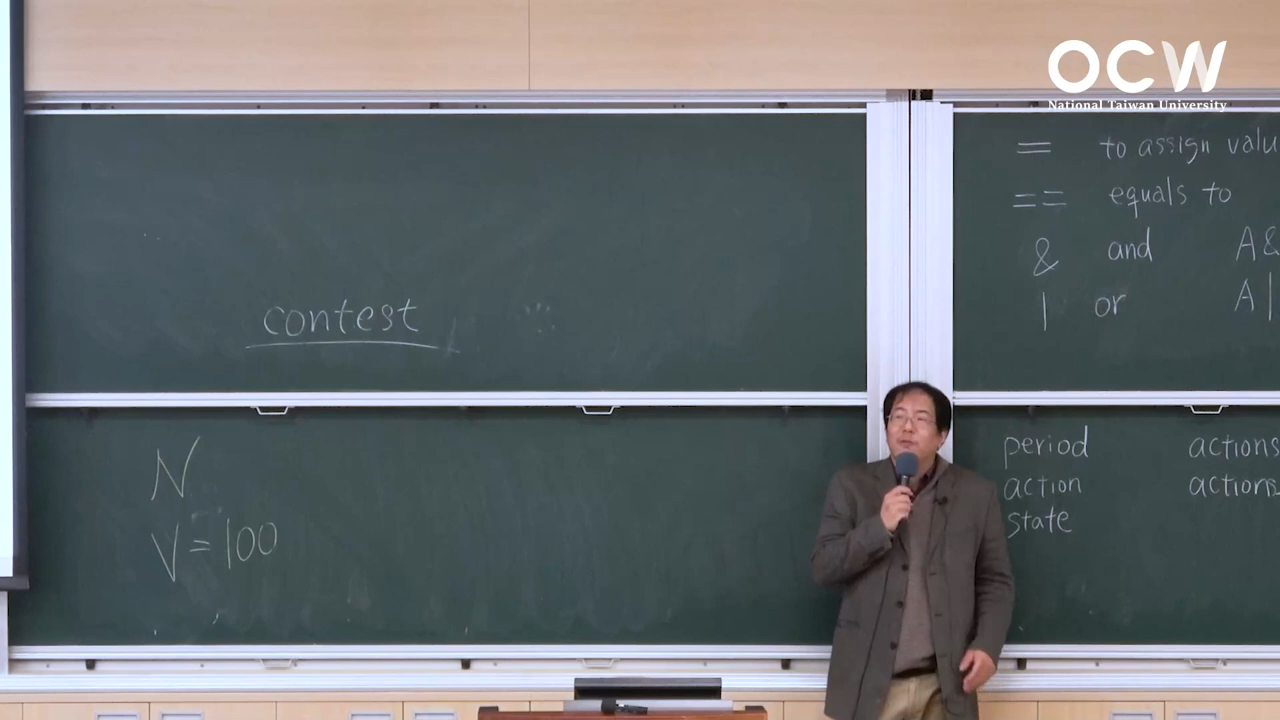 OCW
National Taiwan University
contest
N
V = 100
= to assign valu
== equals to
& and A&
| or A|
period actions
action actions
state